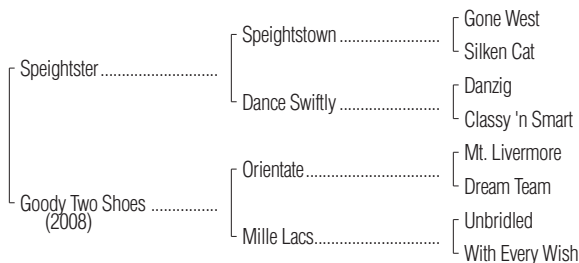 Gone West
Speightstown
Silken Cat
Speightster
Danzig
Dance Swiftly
Classy 'n Smart
Mt. Livermore
Orientate
Dream Team
Goody Two Shoes
(2008)
Unbridled
Mille Lacs
With Every Wish